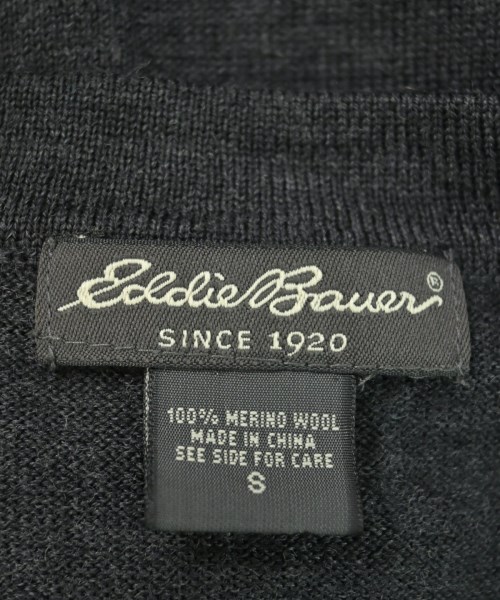 Eddie Bauer®
SINCE 1920
100% MERINO WOOL
MADE IN CHINA
SEE SIDE FOR CARE
S